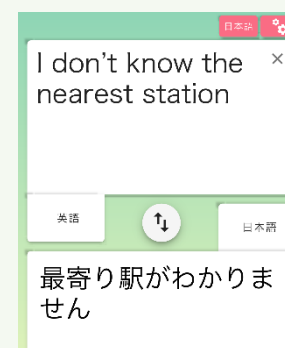 日本語
I don’t know the
nearest station
英語
日本語
最寄り駅がわかりま
せん